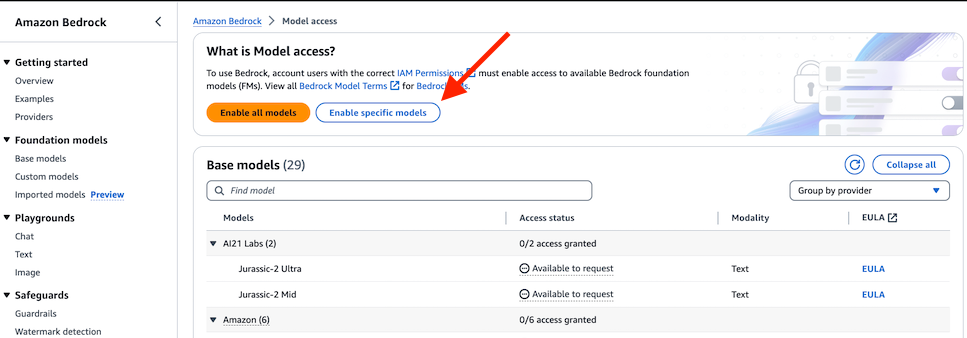 Amazon Bedrock
Getting started
Overview
Examples
Providers
Foundation models
Base models
Custom models
Imported models Preview
Playgrounds
Chat
Text
Image
Safeguards
Guardrails
Watermark detection
Amazon Bedrock > Model access
What is Model access?
To use Bedrock, account users with the correct IAM Permissions must enable access to available Bedrock foundation
models (FMs). View all Bedrock Model Terms for
Enable all models Enable specific models
Base models (29)
Collapse all
Find model
Group by provider
Models Access status Modality EULA
AI21 Labs (2) 0/2 access granted
Jurassic-2 Ultra Available to request Text EULA
Jurassic-2 Mid Available to request Text EULA
Amazon (6) 0/6 access granted